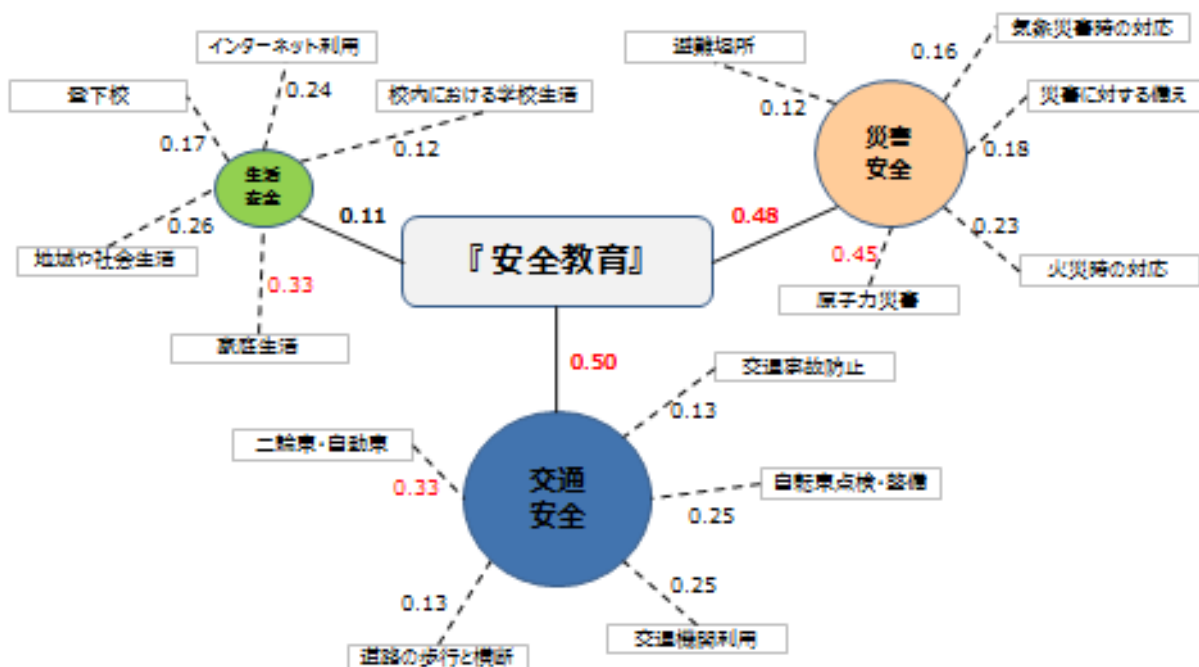 インターネット利用
0.24
登下校
0.17
校内における学校生活
0.12
生活
安全
0.26
地域や社会生活
0.33
家庭生活
0.11
『安全教育』
0.48
0.50
避難場所
0.12
気象災害時の対応
0.16
災害に対する備え
0.18
災害
安全
0.23
火災時の対応
0.45
原子力災害
交通事故防止
0.13
二輪車・自動車
0.33
交通
安全
自転車点検・整備
0.25
0.25
交通機関利用
0.13
道路の歩行と横断